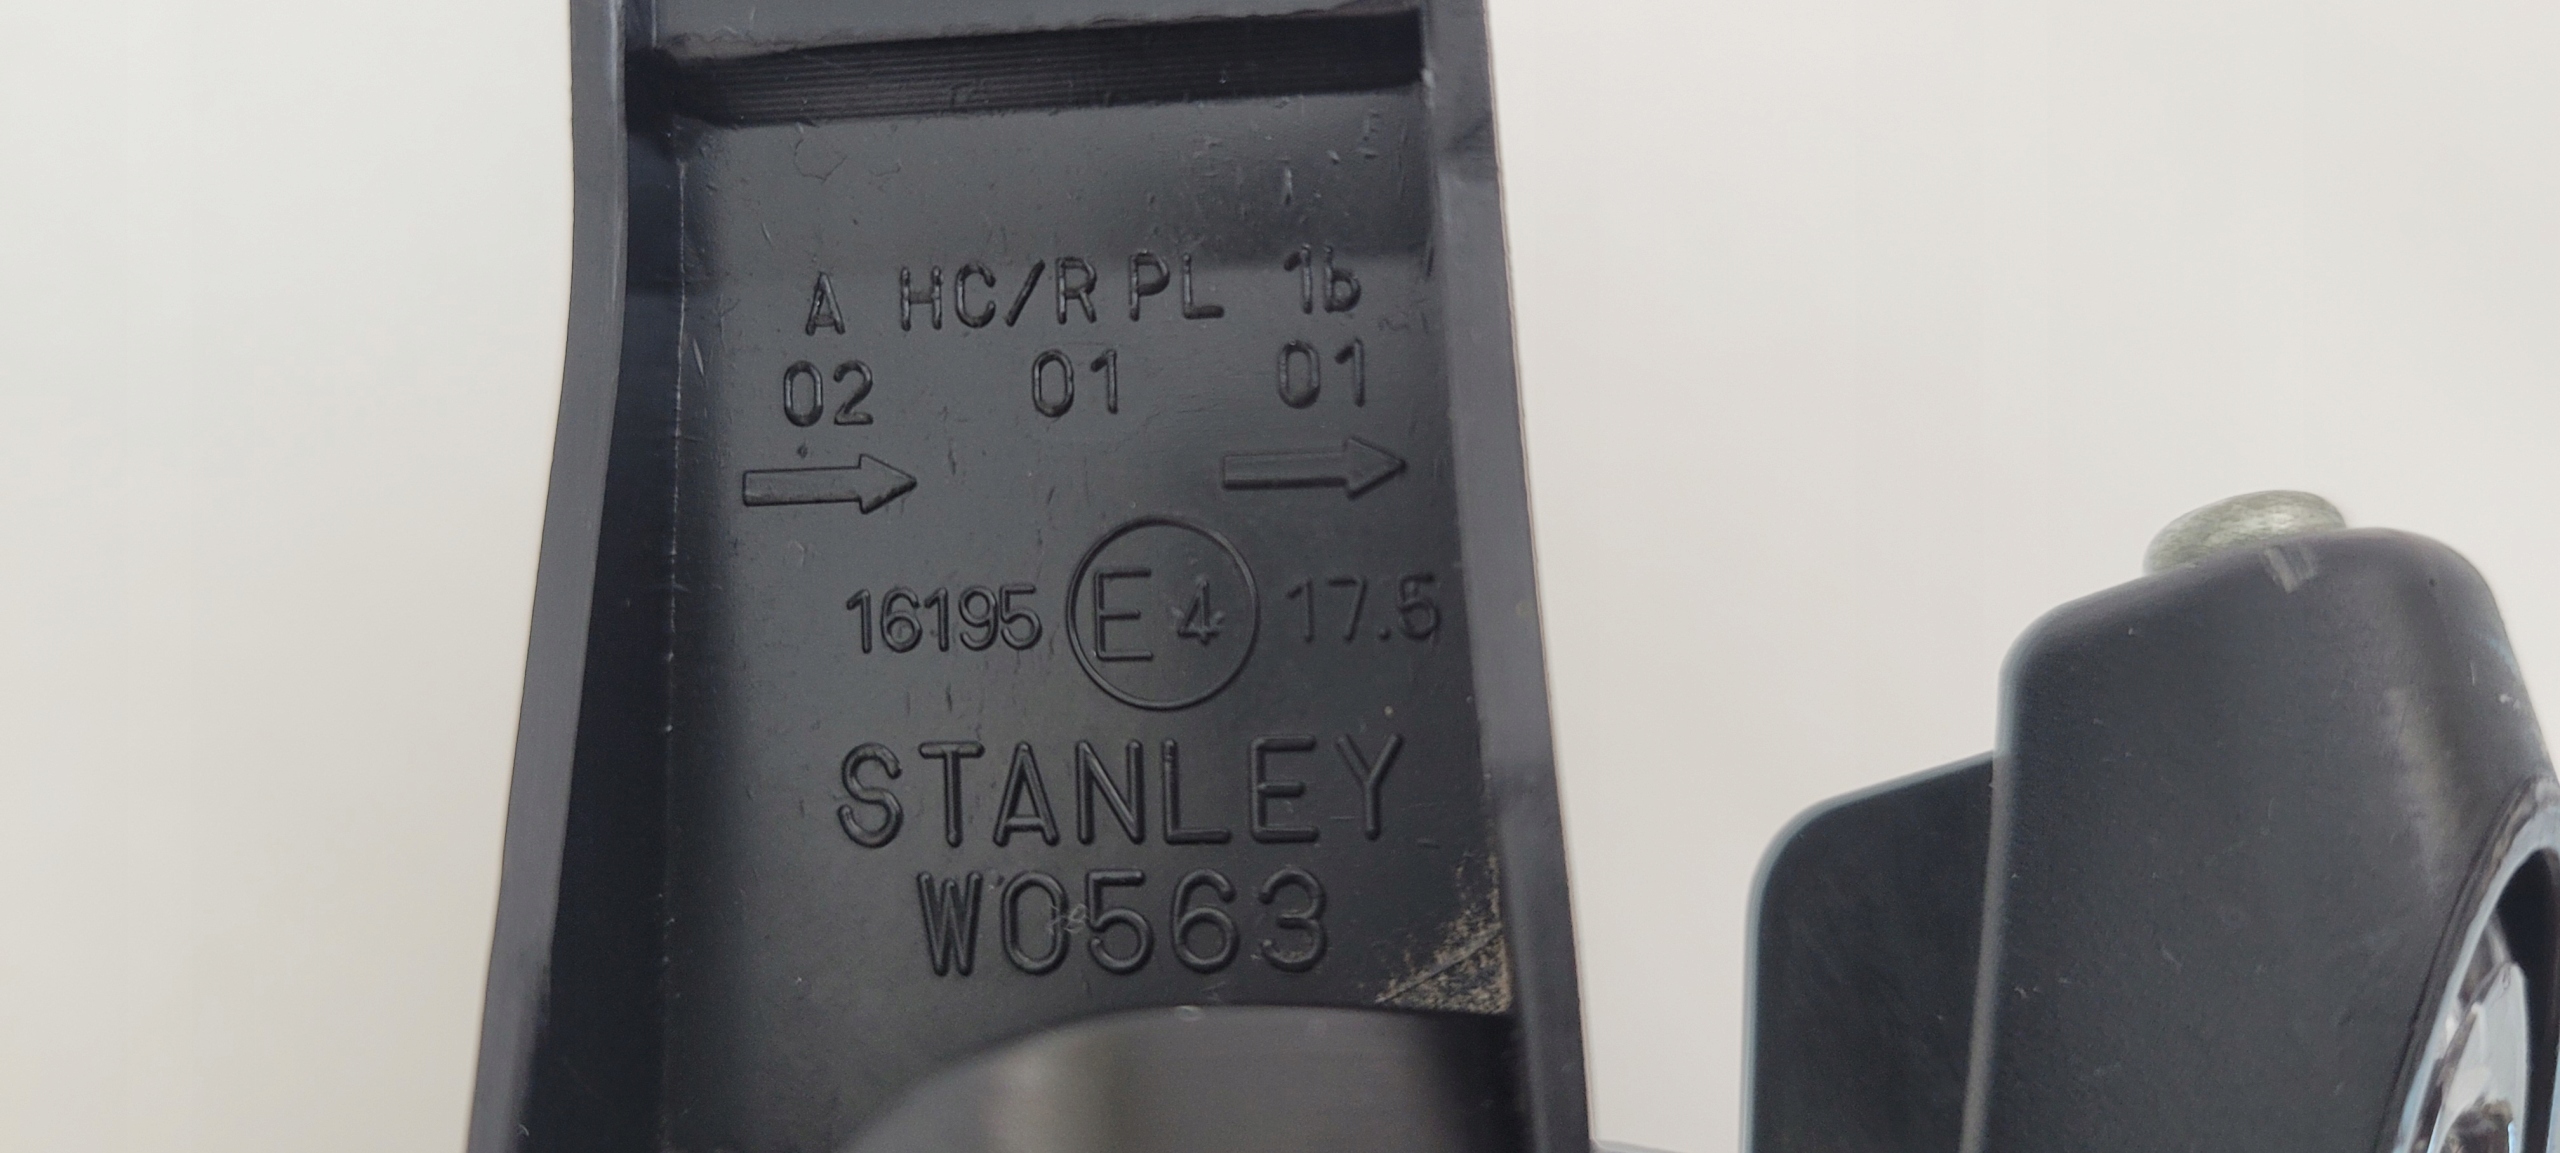 A HC/R PL 1b
02 01 01
16195 E4 17.5
STANLEY
W0563